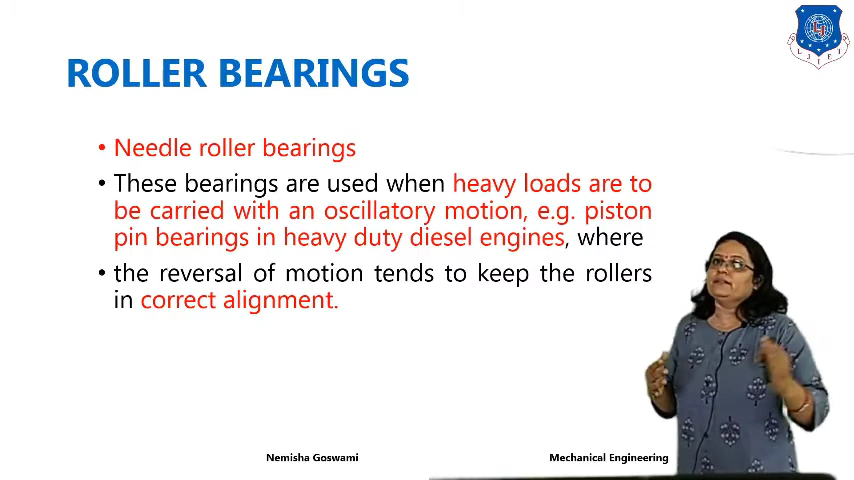 ROLLER BEARINGS
• Needle roller bearings
• These bearings are used when heavy loads are to
be carried with an oscillatory motion, e.g. piston
pin bearings in heavy duty diesel engines, where
• the reversal of motion tends to keep the rollers
in correct alignment.
Nemisha Goswami
Mechanical Engineering
LJIET